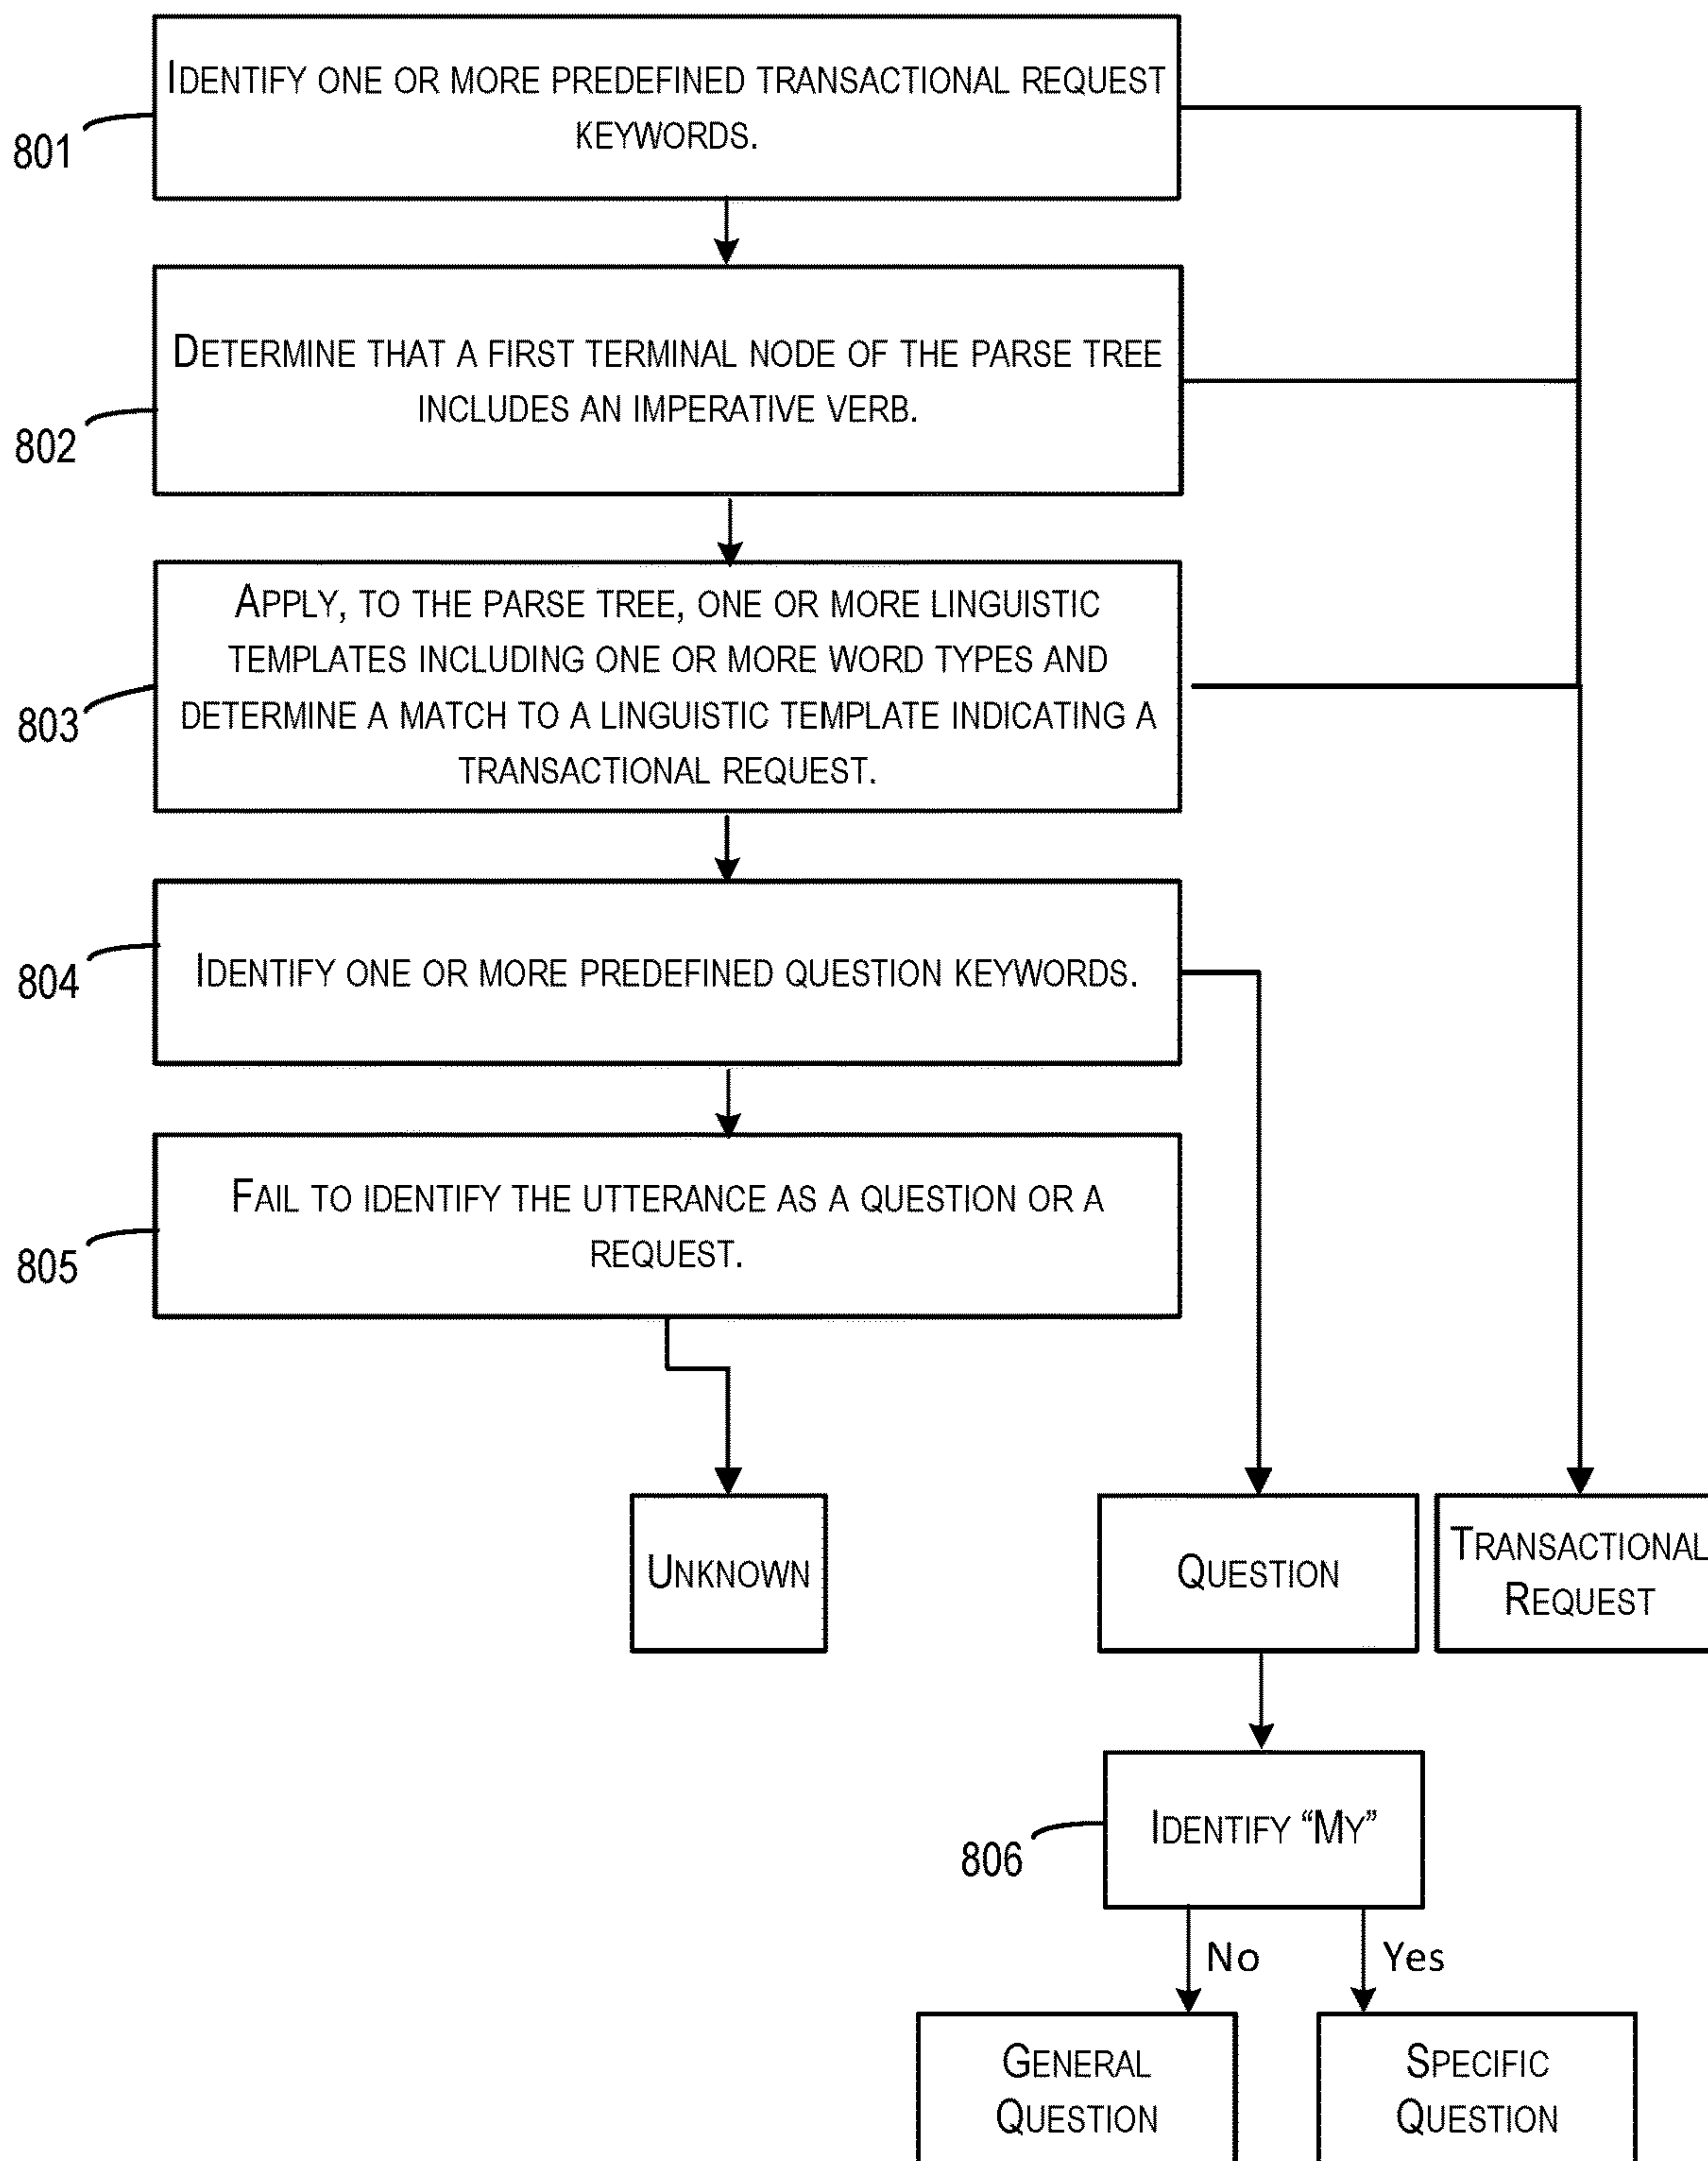 IDENTIFY ONE OR MORE PREDEFINED TRANSACTIONAL REQUEST
KEYWORDS.
801
DETERMINE THAT A FIRST TERMINAL NODE OF THE PARSE TREE
INCLUDES AN IMPERATIVE VERB.
802
APPLY, TO THE PARSE TREE, ONE OR MORE LINGUISTIC
TEMPLATES INCLUDING ONE OR MORE WORD TYPES AND
DETERMINE A MATCH TO A LINGUISTIC TEMPLATE INDICATING A
TRANSACTIONAL REQUEST.
803
IDENTIFY ONE OR MORE PREDEFINED QUESTION KEYWORDS.
804
FAIL TO IDENTIFY THE UTTERANCE AS A QUESTION OR A
REQUEST.
805
UNKNOWN
QUESTION
TRANSACTIONAL
REQUEST
IDENTIFY “MY”
806
No
Yes
GENERAL
QUESTION
SPECIFIC
QUESTION